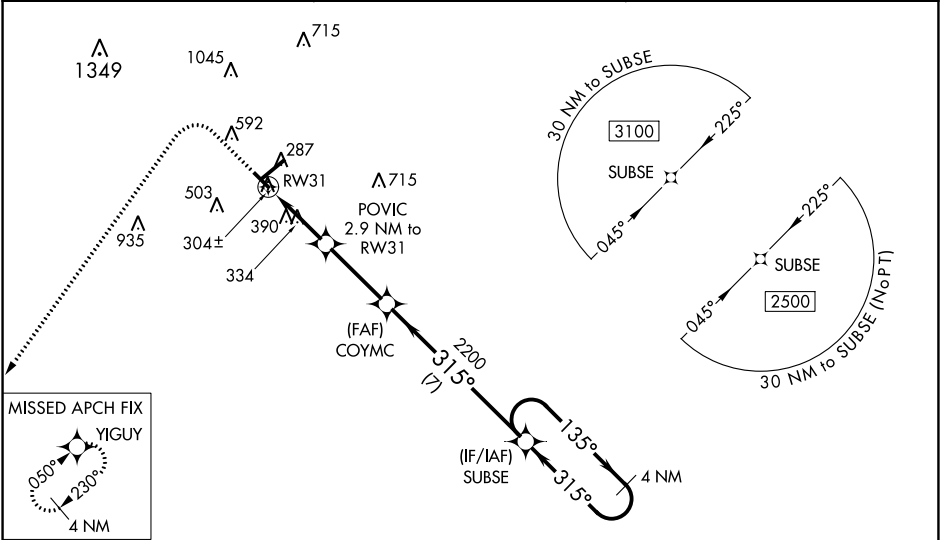 715
1045
1349
592
287
RW31
715
503
POVIC
2.9 NM to
RW31
390
935
304±
334
(FAF)
COYMC
2200
315°
(7)
(IF/IAF)
SUBSE
135°
315°
4 NM
30 NM to SUBSE
3100
225°
SUBSE
045°
225°
SUBSE
2500
045°
30 NM to SUBSE (NoPT)
MISSED APCH FIX
YIGUY
050°
230°
4 NM